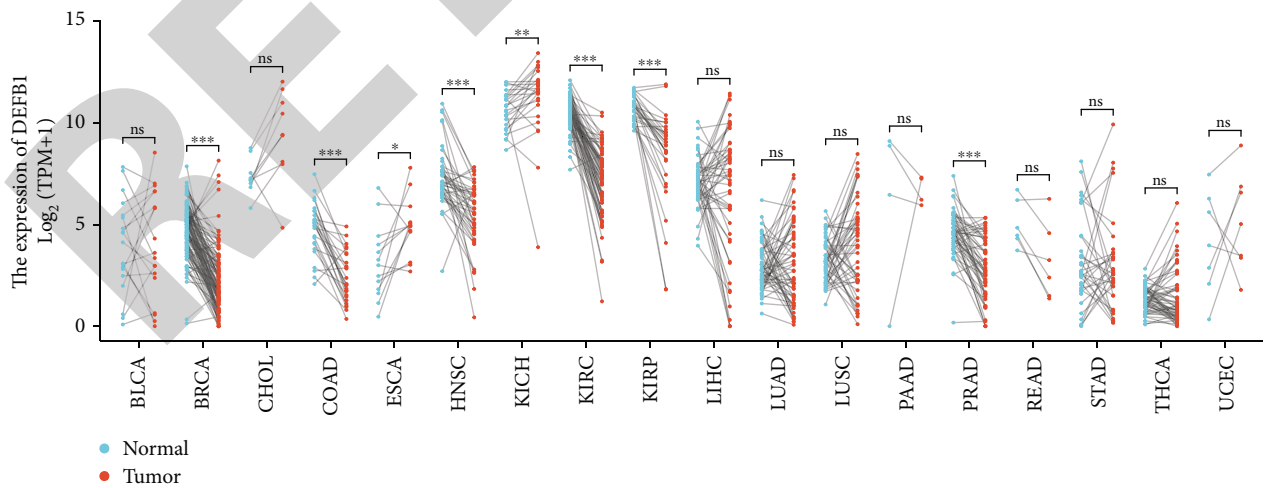 The expression of DEFB1
Log₂ (TPM+1)
15
10
5
0
ns
***
ns
***
*
***
**
***
***
ns
ns
ns
ns
***
ns
ns
ns
ns
BLCA
BRCA
CHOL
COAD
ESCA
HNSC
KICH
KIRC
KIRP
LIHC
LUAD
LUSC
PAAD
PRAD
READ
STAD
THCA
UCEC
Normal
Tumor